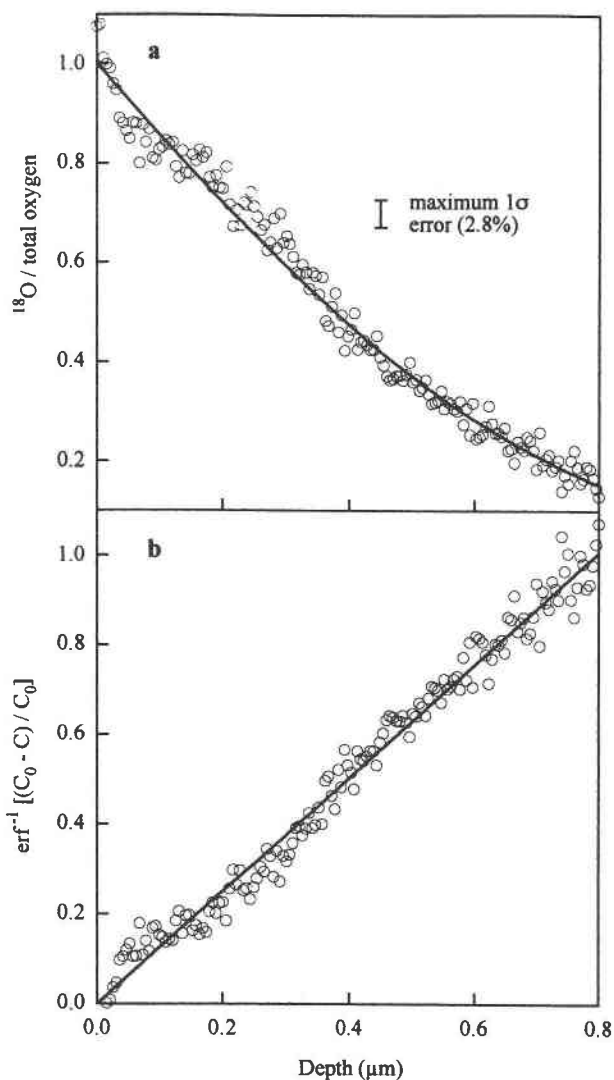 a
1.0
0.8
0.6
0.4
0.2
¹⁸O / total oxygen
maximum 1σ
error (2.8%)
b
1.0
0.8
0.6
0.4
0.2
0.0
erf⁻¹ [(C₀ - C) / C₀]
0.0 0.2 0.4 0.6 0.8
Depth (μm)